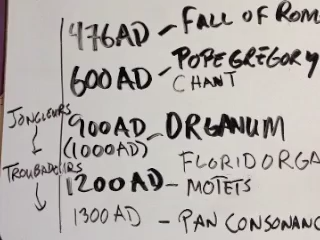 476AD - FALL OF ROM
600AD - POPE GREGORY
CHANT
JONGLEURS
900AD - ORGANUM
(1000AD)
FLORID ORGA
TROUBADOURS
1200AD - MOTETS
1300AD - PAN CONSONANC